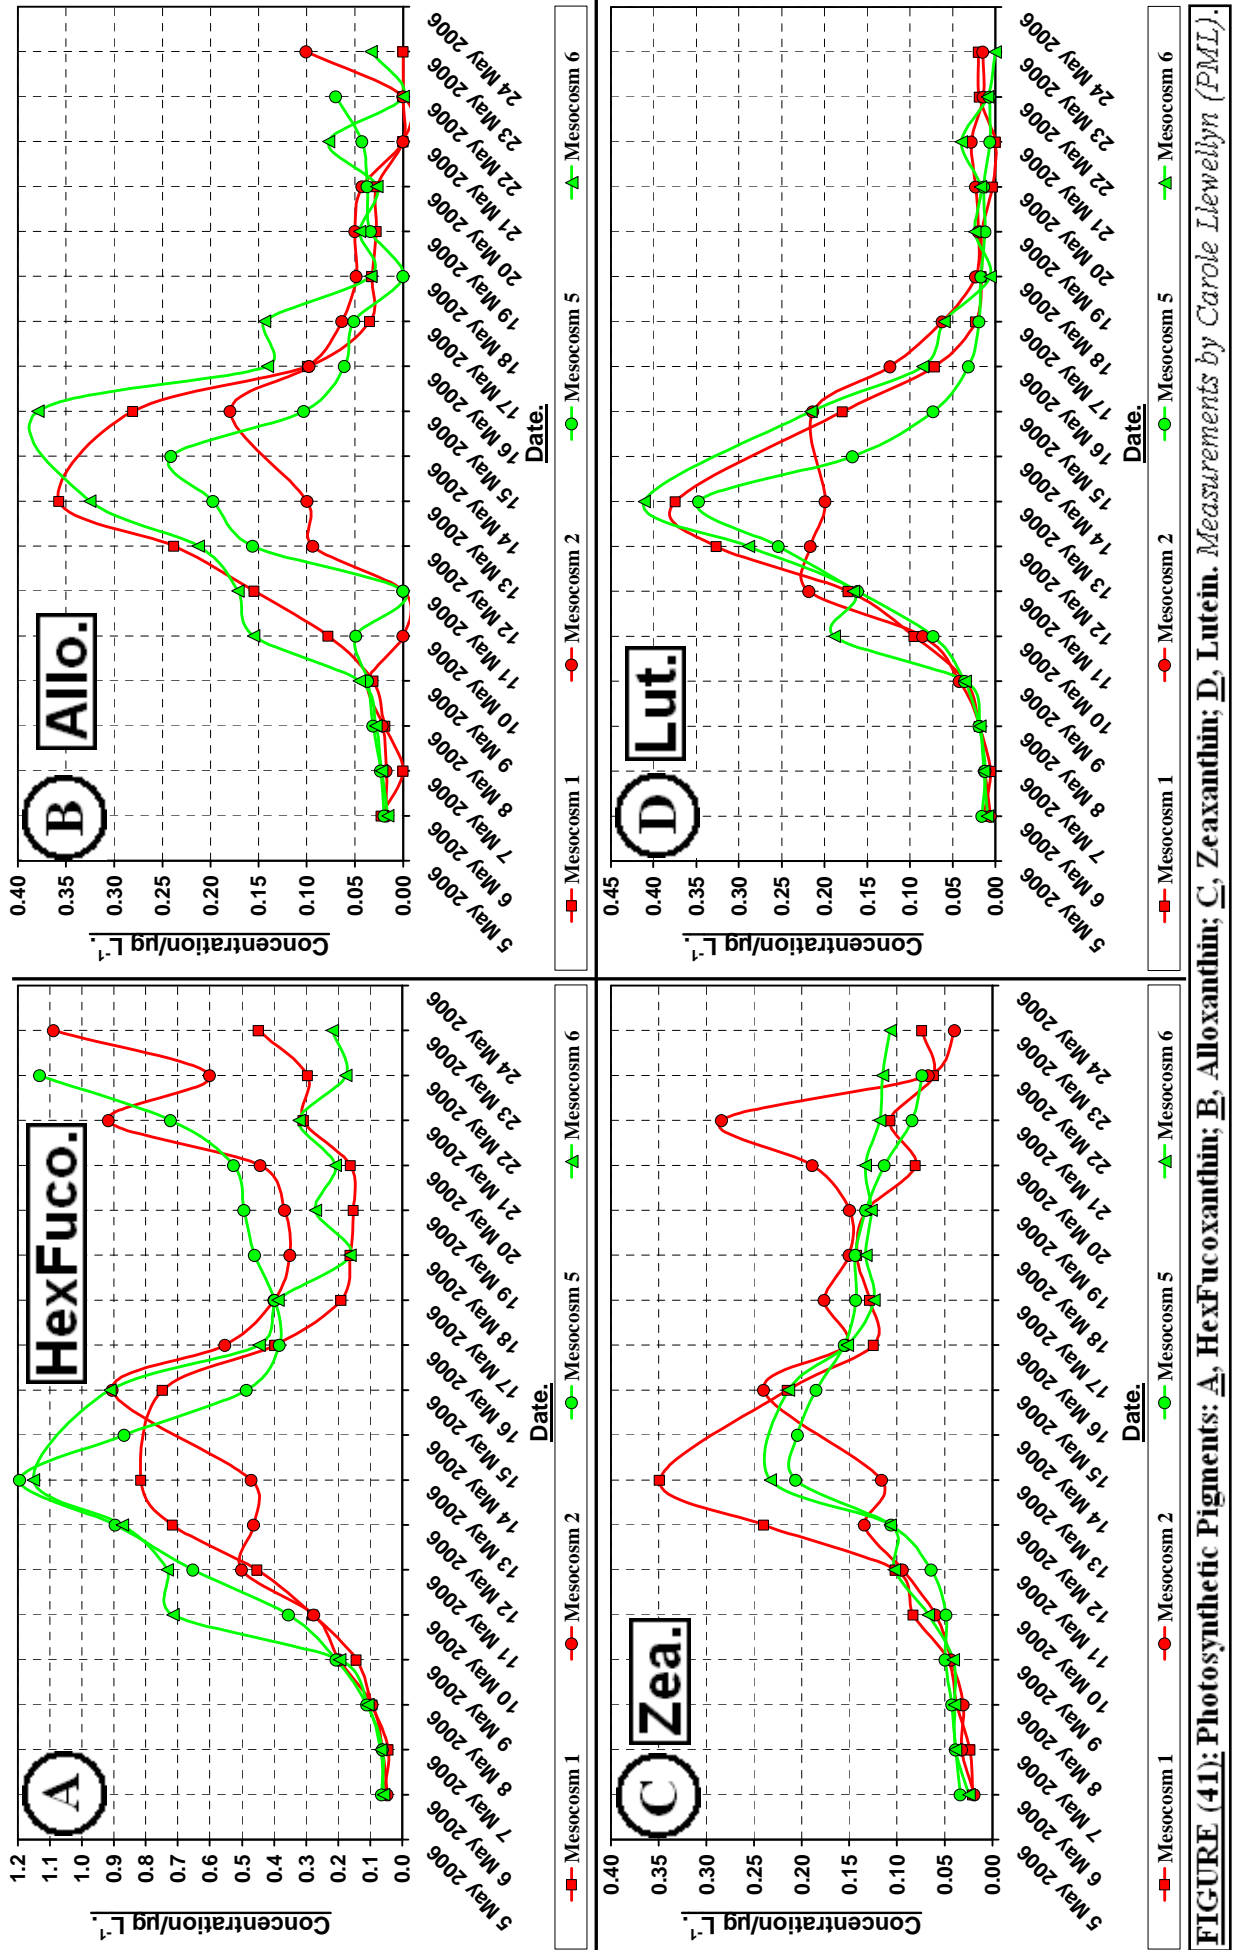 A
HexFuco.
Concentration/µg L⁻¹.
1.2
1.1
1.0
0.9
0.8
0.7
0.6
0.5
0.4
0.3
0.2
0.1
0.0
5 May 2006
6 May 2006
7 May 2006
8 May 2006
9 May 2006
10 May 2006
11 May 2006
12 May 2006
13 May 2006
14 May 2006
15 May 2006
16 May 2006
17 May 2006
18 May 2006
19 May 2006
20 May 2006
21 May 2006
22 May 2006
23 May 2006
24 May 2006
Date.
Mesocosm 1 Mesocosm 2 Mesocosm 5 Mesocosm 6
B
Allo.
Concentration/µg L⁻¹.
0.40
0.35
0.30
0.25
0.20
0.15
0.10
0.05
0.00
5 May 2006
6 May 2006
7 May 2006
8 May 2006
9 May 2006
10 May 2006
11 May 2006
12 May 2006
13 May 2006
14 May 2006
15 May 2006
16 May 2006
17 May 2006
18 May 2006
19 May 2006
20 May 2006
21 May 2006
22 May 2006
23 May 2006
24 May 2006
Date.
Mesocosm 1 Mesocosm 2 Mesocosm 5 Mesocosm 6
C
Zea.
Concentration/µg L⁻¹.
0.35
0.30
0.25
0.20
0.15
0.10
0.05
0.00
5 May 2006
6 May 2006
7 May 2006
8 May 2006
9 May 2006
10 May 2006
11 May 2006
12 May 2006
13 May 2006
14 May 2006
15 May 2006
16 May 2006
17 May 2006
18 May 2006
19 May 2006
20 May 2006
21 May 2006
22 May 2006
23 May 2006
24 May 2006
Date.
Mesocosm 1 Mesocosm 2 Mesocosm 5 Mesocosm 6
D
Lut.
Concentration/µg L⁻¹.
0.45
0.40
0.35
0.30
0.25
0.20
0.15
0.10
0.05
0.00
5 May 2006
6 May 2006
7 May 2006
8 May 2006
9 May 2006
10 May 2006
11 May 2006
12 May 2006
13 May 2006
14 May 2006
15 May 2006
16 May 2006
17 May 2006
18 May 2006
19 May 2006
20 May 2006
21 May 2006
22 May 2006
23 May 2006
24 May 2006
Date.
Mesocosm 1 Mesocosm 2 Mesocosm 5 Mesocosm 6
FIGURE (41): Photosynthetic Pigments: A, HexFucoxanthin; B, Alloxanthin; C, Zeaxanthin; D, Lutein. Measurements by Carole Llewellyn (PML).